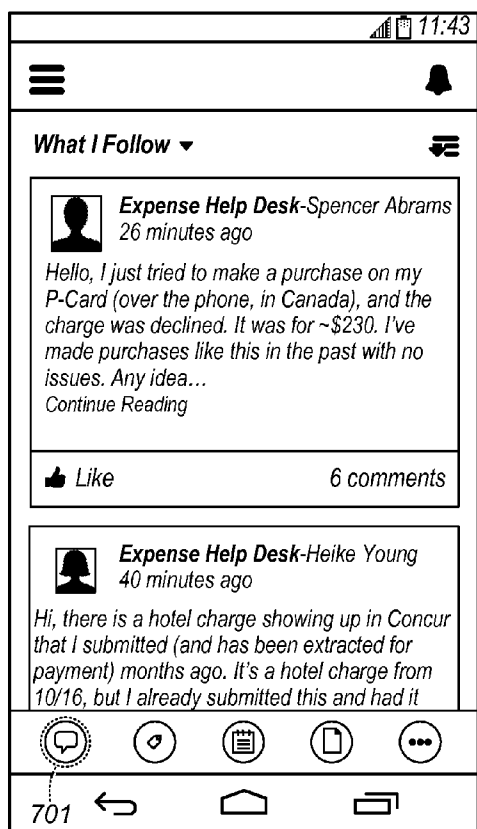 11:43
What I Follow
Expense Help Desk-Spencer Abrams
26 minutes ago
Hello, I just tried to make a purchase on my
P-Card (over the phone, in Canada), and the
charge was declined. It was for ~$230. I've
made purchases like this in the past with no
issues. Any idea...
Continue Reading
Like 6 comments
Expense Help Desk-Heike Young
40 minutes ago
Hi, there is a hotel charge showing up in Concur
that I submitted (and has been extracted for
payment) months ago. It's a hotel charge from
10/16, but I already submitted this and had it
701